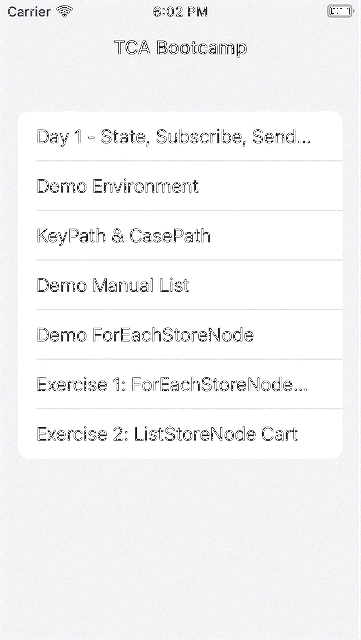 Carrier 6:02 PM
TCA Bootcamp
Day 1 - State, Subscribe, Send...
Demo Environment
KeyPath & CasePath
Demo Manual List
Demo ForEachStoreNode
Exercise 1: ForEachStoreNode...
Exercise 2: ListStoreNode Cart